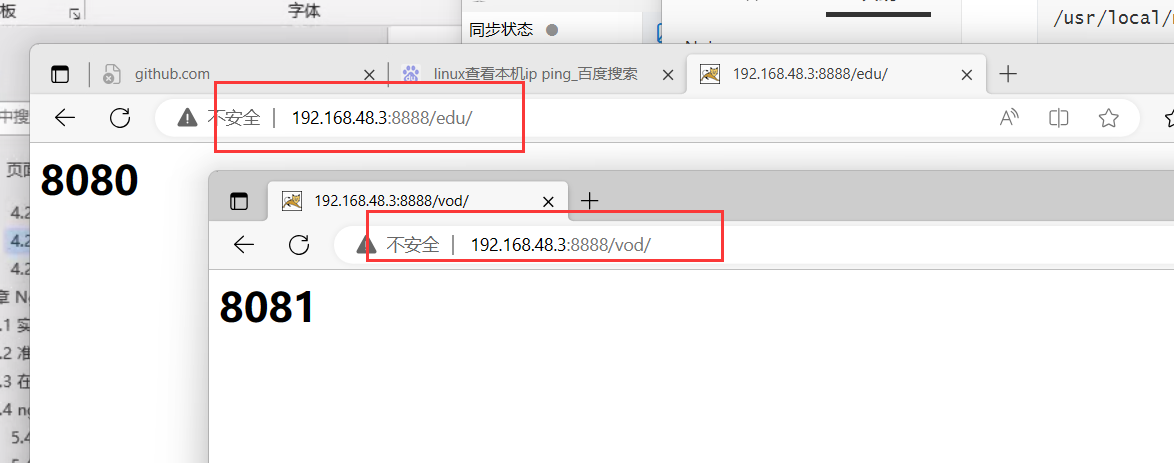 板
字体
同步状态
/usr/local/
github.com
linux查看本机ip ping_百度搜索
192.168.48.3:8888/edu/
中搜
不安全
192.168.48.3:8888/edu/
8080
页面
4.2
4.2
4.2
章 N
.1 实
.2 准
.3 在
.4 ng
5.4
5.4
192.168.48.3:8888/vod/
不安全
192.168.48.3:8888/vod/
8081